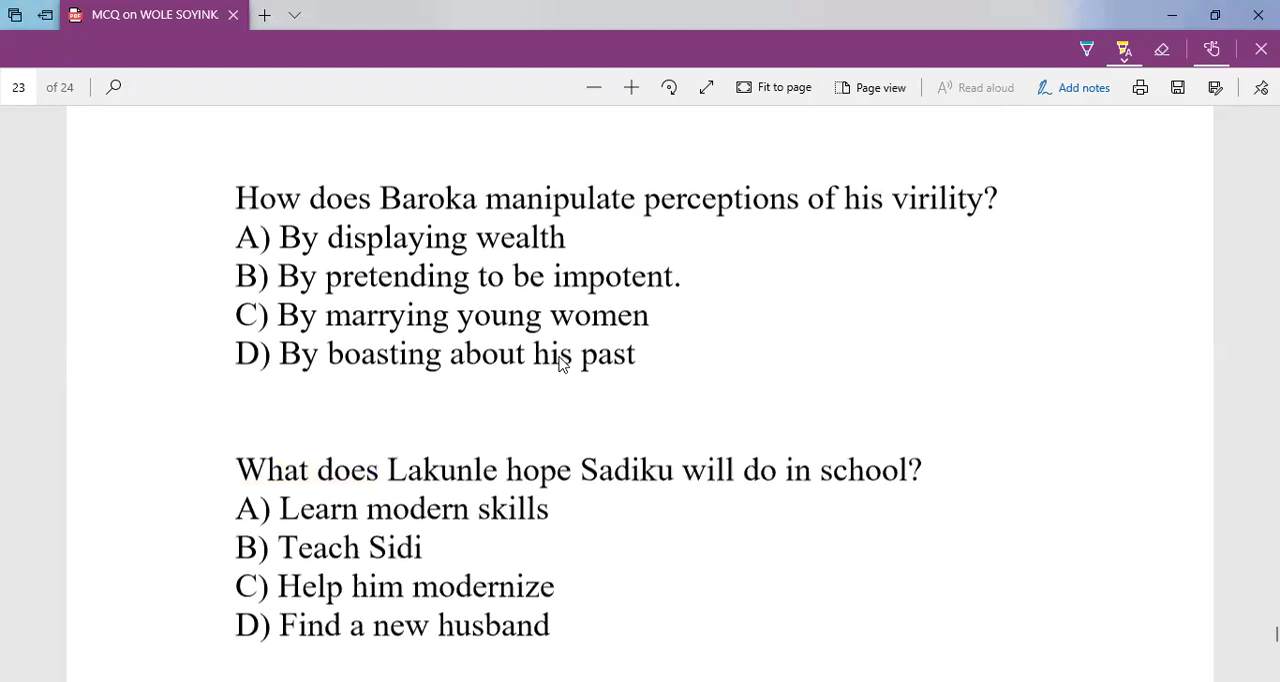 MCQ on WOLE SOYINK
23 of 24
Fit to page
Page view
Read aloud
Add notes
How does Baroka manipulate perceptions of his virility?
A) By displaying wealth
B) By pretending to be impotent.
C) By marrying young women
D) By boasting about his past
What does Lakunle hope Sadiku will do in school?
A) Learn modern skills
B) Teach Sidi
C) Help him modernize
D) Find a new husband